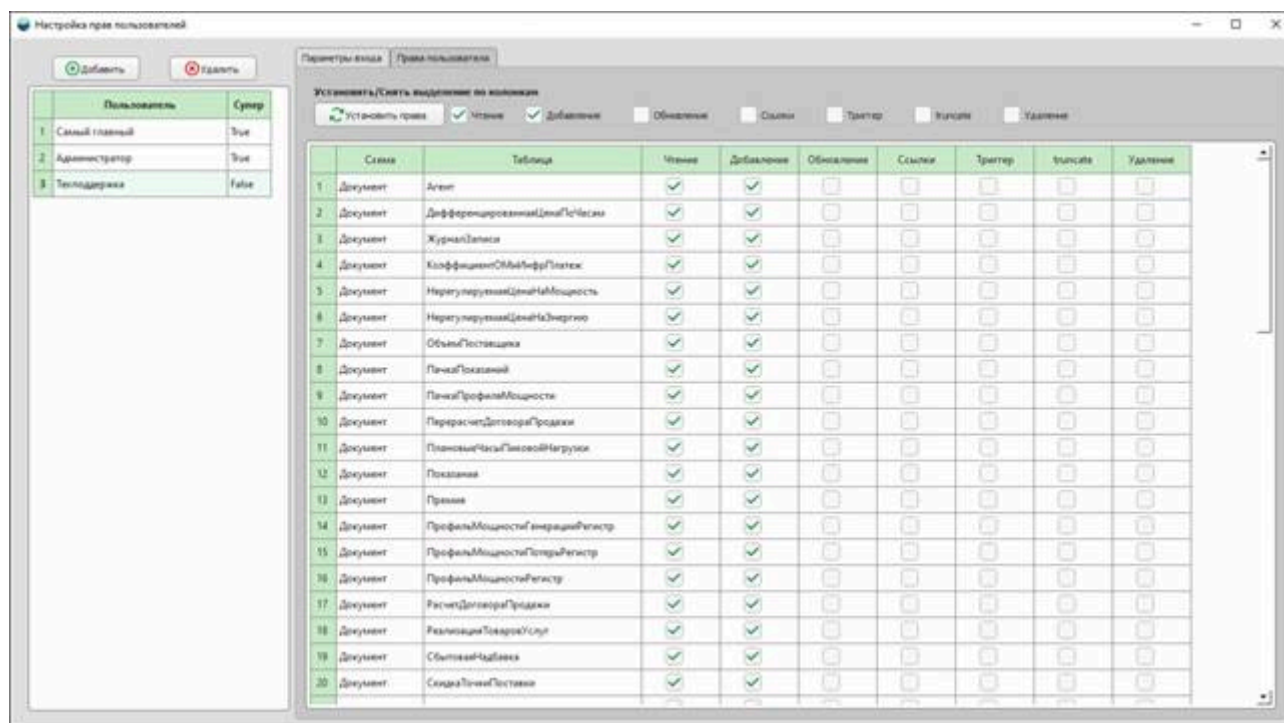 Настройка прав пользователей
Добавить Удалить
Пользователь Супер
1 Самый главный True
2 Администратор True
3 Техподдержка False
Параметры входа Права пользователя
Установить/Снять выделение по колонкам
Установить права Чтение Добавление Обновление Ссылки Триггер truncate Удаление
Схема Таблица Чтение Добавление Обновление Ссылки Триггер truncate Удаление
1 Документ Агент
2 Документ ДифференцированнаяЦенаПоЧасам
3 Документ ЖурналЗаписи
4 Документ КоэффициентОМиИнфрПлатеж
5 Документ НерегулируемаяЦенаНаМощность
6 Документ НерегулируемаяЦенаНаЭнергию
7 Документ ОбъемПоставщика
8 Документ ПачкаПоказаний
9 Документ ПачкаПрофиляМощности
10 Документ ПерерасчетДоговораПродажи
11 Документ ПлановыеЧасыПиковойНагрузки
12 Документ Показание
13 Документ Премия
14 Документ ПрофильМощностиГенерацииРегистр
15 Документ ПрофильМощностиПотерьРегистр
16 Документ ПрофильМощностиРегистр
17 Документ РасчетДоговораПродажи
18 Документ РеализацияТоваровУслуг
19 Документ СбытоваяНадбавка
20 Документ СкидкаТочкиПоставки